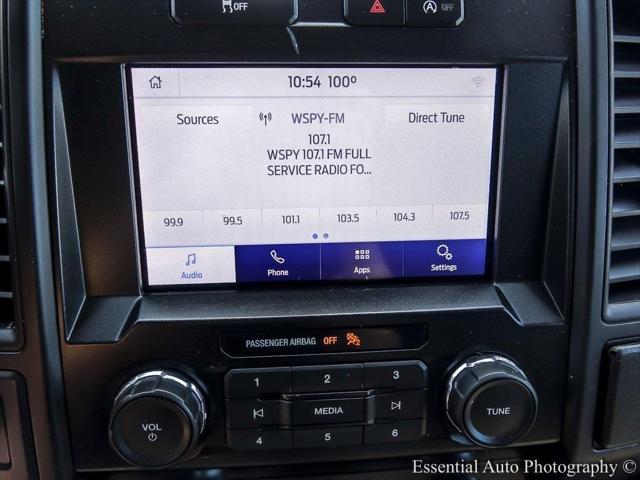 OFF
OFF
10:54 100°
Sources
WSPY-FM
Direct Tune
107.1
WSPY 107.1 FM FULL
SERVICE RADIO FO...
99.9 99.5 101.1 103.5 104.3 107.5
Audio
Phone
Apps
Settings
PASSENGER AIRBAG OFF
2
1 2 3
VOL
MEDIA
TUNE
4 5 6
Essential Auto Photography ©